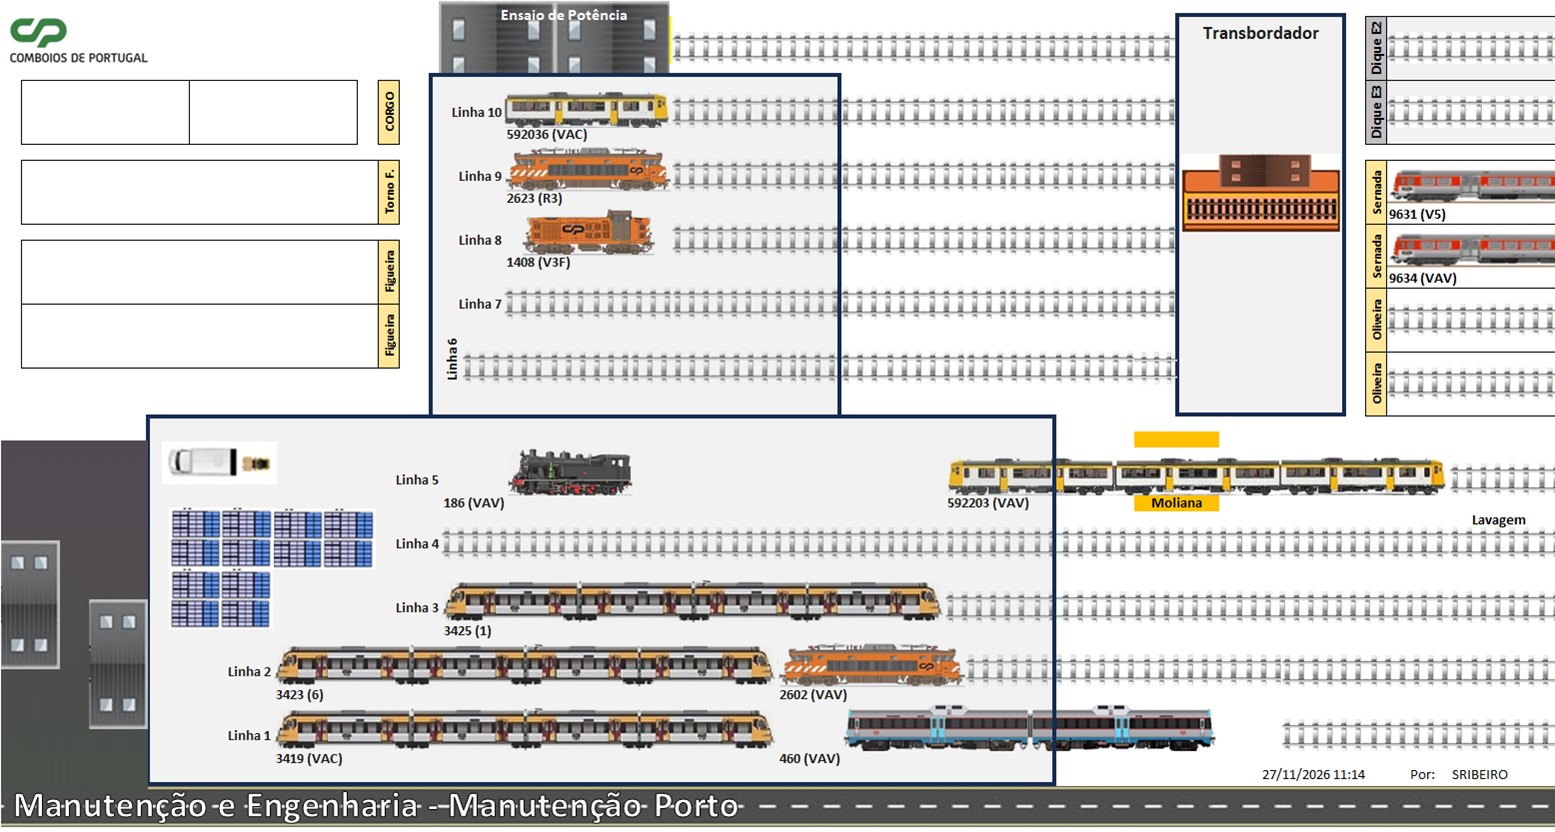 Ensaio de Potência
Transbordador
Dique E2
Dique E3
CP
COMBOIOS DE PORTUGAL
CORGO
Torno F.
Figueira
Figueira
Linha 10
592036 (VAC)
Linha 9
CP
2623 (R3)
Linha 8
CP
1408 (V3F)
Linha 7
Linha 6
Sernada
9631 (V5)
Sernada
9634 (VAV)
Oliveira
Oliveira
Linha 5
186 (VAV)
592203 (VAV)
Moliana
Lavagem
Linha 4
Linha 3
3425 (1)
Linha 2
3423 (6)
CP
2602 (VAV)
Linha 1
3419 (VAC)
460 (VAV)
27/11/2026 11:14 Por: SRIBEIRO
Manutenção e Engenharia - Manutenção Porto